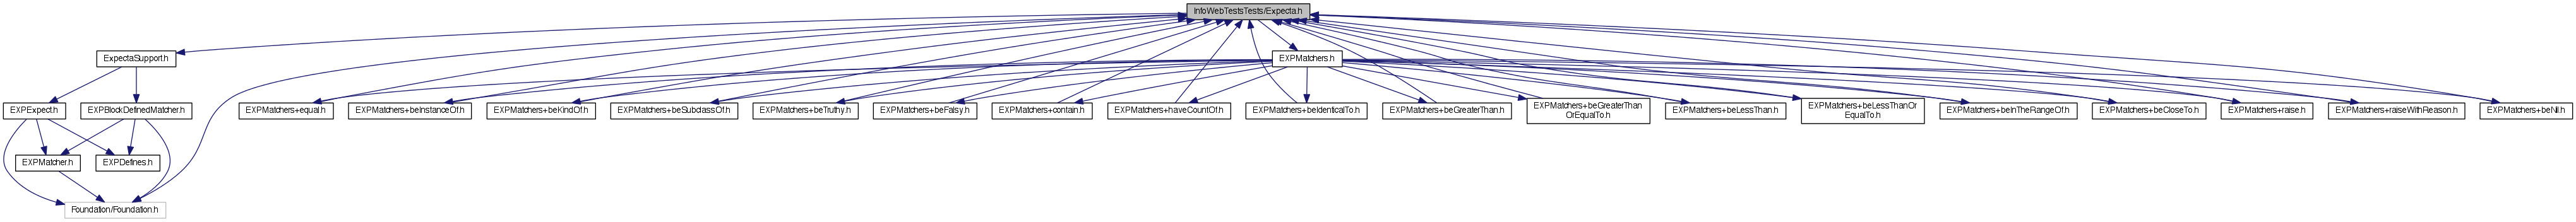 InfoWebTestsTests/Expecta.h
ExpectaSupport.h
EXPMatchers.h
EXPExpect.h
EXPBlockDefinedMatcher.h
EXPMatchers+equal.h
EXPMatchers+beInstanceOf.h
EXPMatchers+beKindOf.h
EXPMatchers+beSubclassOf.h
EXPMatchers+beTruthy.h
EXPMatchers+beFalsy.h
EXPMatchers+contain.h
EXPMatchers+haveCountOf.h
EXPMatchers+beIdenticalTo.h
EXPMatchers+beGreaterThan.h
EXPMatchers+beGreaterThan
OrEqualTo.h
EXPMatchers+beLessThan.h
EXPMatchers+beLessThanOr
EqualTo.h
EXPMatchers+beInTheRangeOf.h
EXPMatchers+beCloseTo.h
EXPMatchers+raise.h
EXPMatchers+raiseWithReason.h
EXPMatchers+beNil.h
EXPMatcher.h
EXPDefines.h
Foundation/Foundation.h